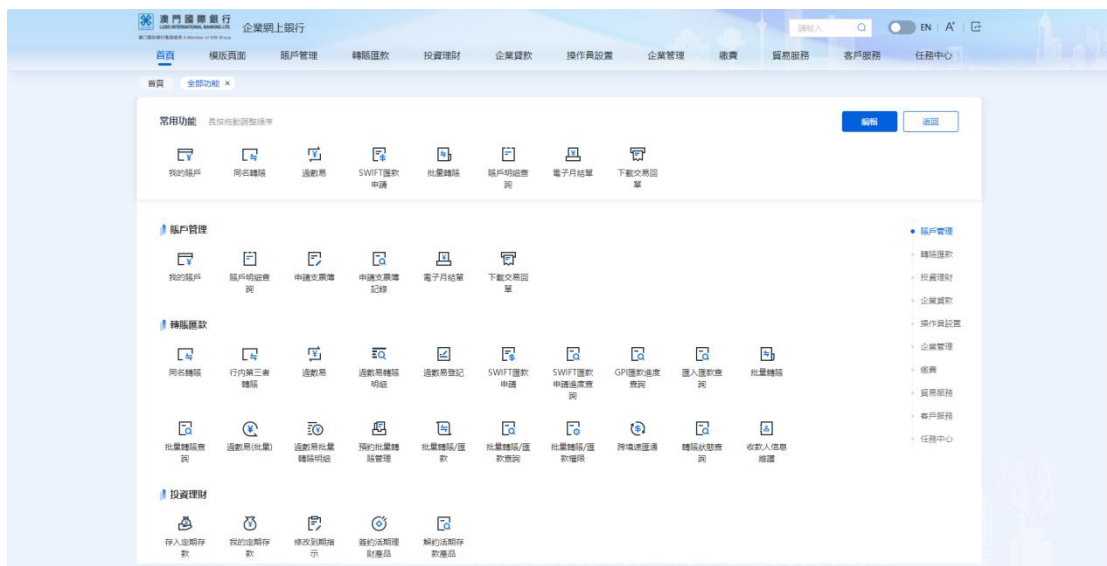 澳門國際銀行
LUSO INTERNATIONAL BANKING LTD.
企業網上銀行
請輸入
EN
A+
首頁
模版頁面
賬戶管理
轉賬匯款
投資理財
企業貸款
操作員設置
企業管理
繳費
貿易服務
客戶服務
任務中心
首頁
全部功能 ×
常用功能 長按拖動調整順序
編輯
返回
我的賬戶
同名轉賬
過數易
SWIFT匯款
申請
批量轉賬
賬戶明細查
詢
電子月結單
下載交易回
單
賬戶管理
我的賬戶
賬戶明細查
詢
申請支票簿
申請支票簿
記錄
電子月結單
下載交易回
單
轉賬匯款
同名轉賬
行內第三者
轉賬
過數易
過數易轉賬
明細
過數易登記
SWIFT匯款
申請
SWIFT匯款
申請進度查
詢
GPI匯款進度
查詢
匯入匯款查
詢
批量轉賬
批量轉賬查
詢
過數易(批量)
過數易批量
轉賬明細
預約批量轉
賬管理
批量轉賬/匯
款
批量轉賬/匯
款查詢
批量轉賬/匯
款權限
跨境速匯通
轉賬狀態查
詢
收款人信息
維護
投資理財
存入定期存
款
我的定期存
款
修改到期指
示
簽約活期理
財產品
解約活期存
款產品
賬戶管理
轉賬匯款
投資理財
企業貸款
操作員設置
企業管理
繳費
貿易服務
客戶服務
任務中心